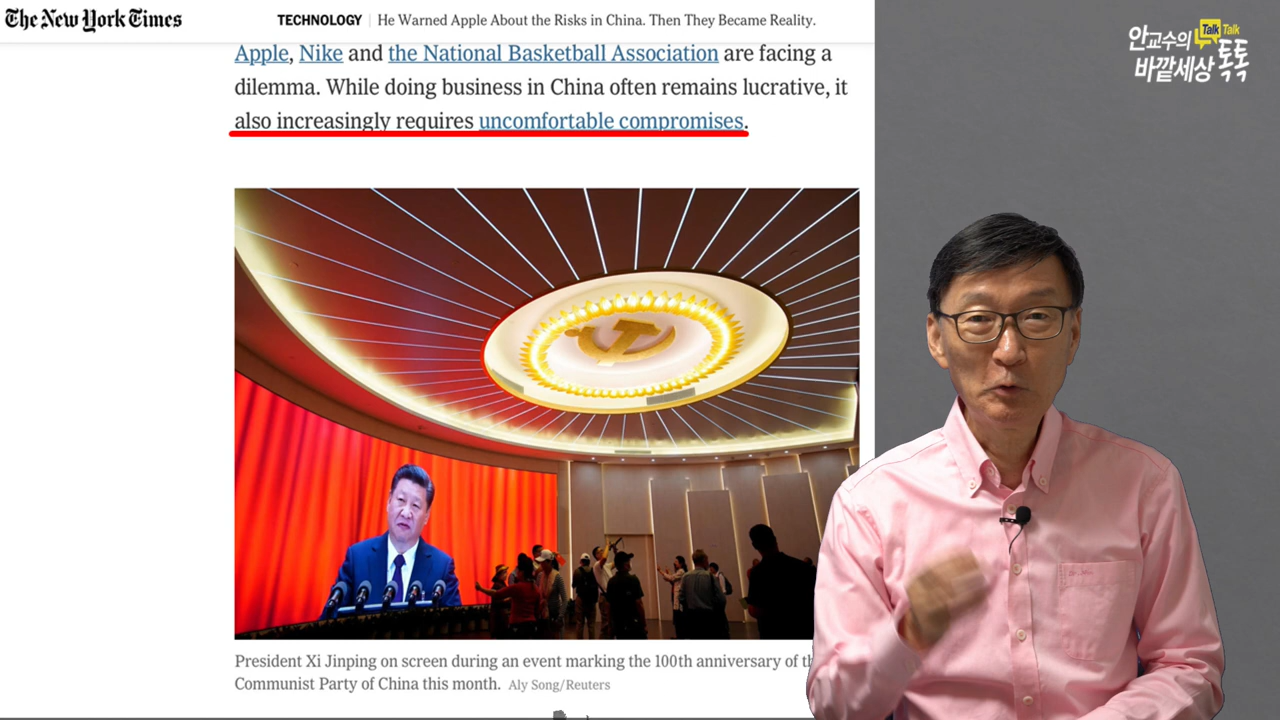 The New York Times
TECHNOLOGY | He Warned Apple About the Risks in China. Then They Became Reality.
Apple, Nike and the National Basketball Association are facing a
dilemma. While doing business in China often remains lucrative, it
also increasingly requires uncomfortable compromises.
President Xi Jinping on screen during an event marking the 100th anniversary of
Communist Party of China this month. Aly Song/Reuters
안교수의 Talk Talk
바깥세상 톡톡